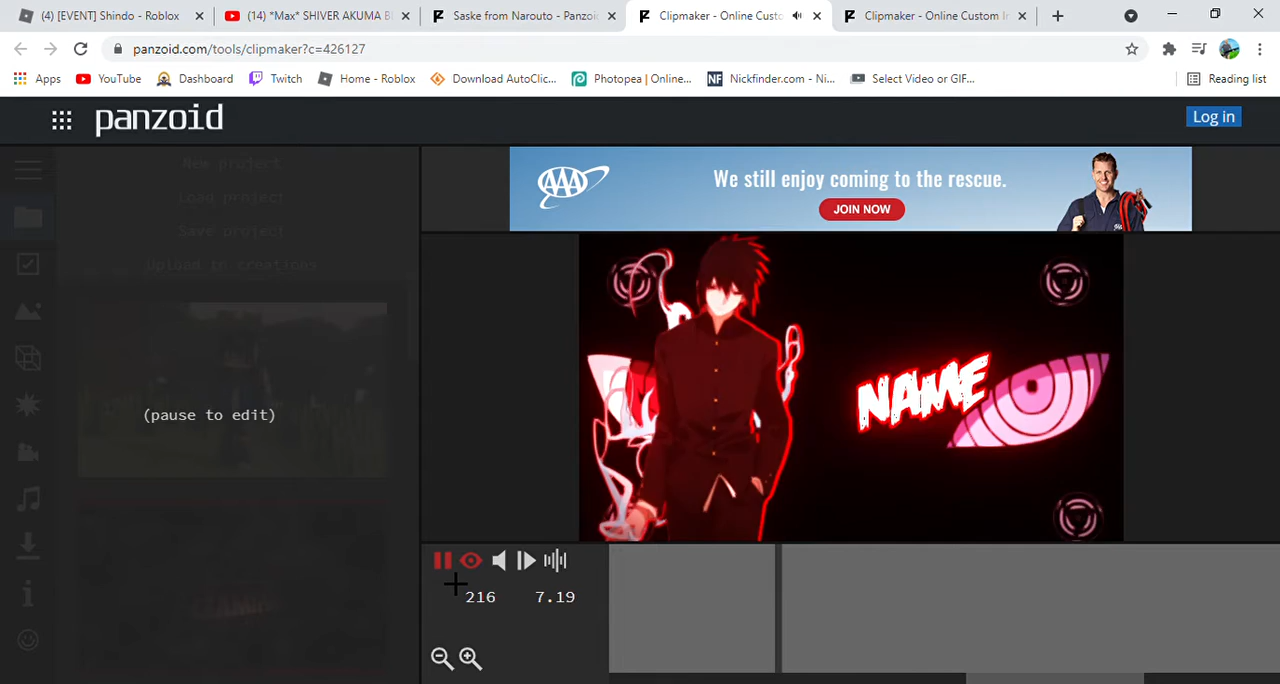 (4) [EVENT] Shindo - Roblox
(14) *Max* SHIVER AKUMA B
Saske from Narouto - Panzoi
Clipmaker - Online Custo
Clipmaker - Online Custom In
panzoid.com/tools/clipmaker?c=426127
Apps
YouTube
Dashboard
Twitch
Home - Roblox
Download AutoClic...
Photopea | Online...
NF
Nickfinder.com - Ni...
Select Video or GIF...
Reading list
panzoid
Log in
New project
Load project
Save project
Upload to creations
(pause to edit)
AAA
We still enjoy coming to the rescue.
JOIN NOW
NAME
216
7.19